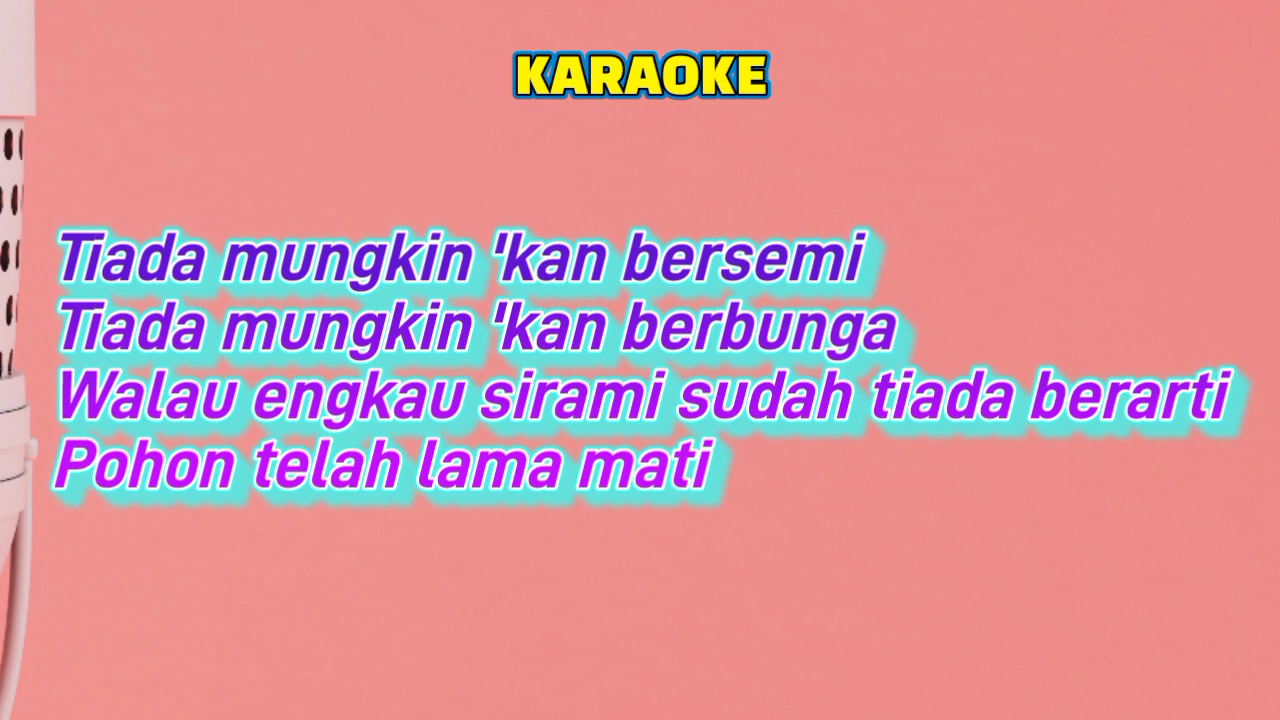 KARAOKE
Tiada mungkin 'kan bersemi
Tiada mungkin 'kan berbunga
Walau engkau sirami sudah tiada berarti
Pohon telah lama mati